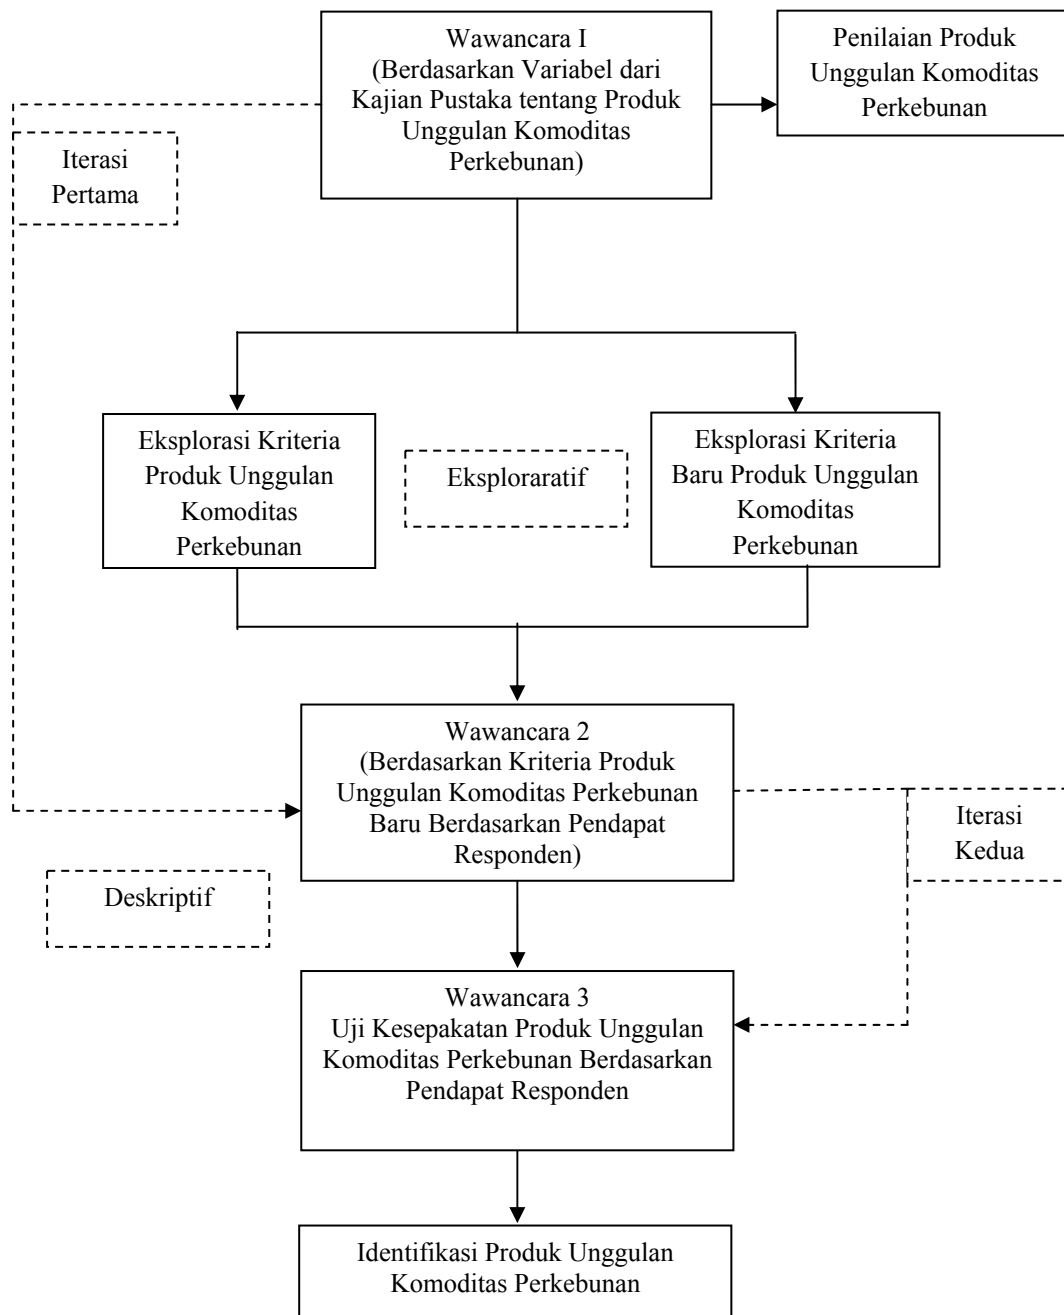 Wawancara I
(Berdasarkan Variabel dari
Kajian Pustaka tentang Produk
Unggulan Komoditas
Perkebunan)
Penilaian Produk
Unggulan Komoditas
Perkebunan
Iterasi
Pertama
Eksplorasi Kriteria
Produk Unggulan
Komoditas
Perkebunan
Eksploraratif
Eksplorasi Kriteria
Baru Produk Unggulan
Komoditas
Perkebunan
Wawancara 2
(Berdasarkan Kriteria Produk
Unggulan Komoditas Perkebunan
Baru Berdasarkan Pendapat
Responden)
Iterasi
Kedua
Deskriptif
Wawancara 3
Uji Kesepakatan Produk Unggulan
Komoditas Perkebunan Berdasarkan
Pendapat Responden
Identifikasi Produk Unggulan
Komoditas Perkebunan